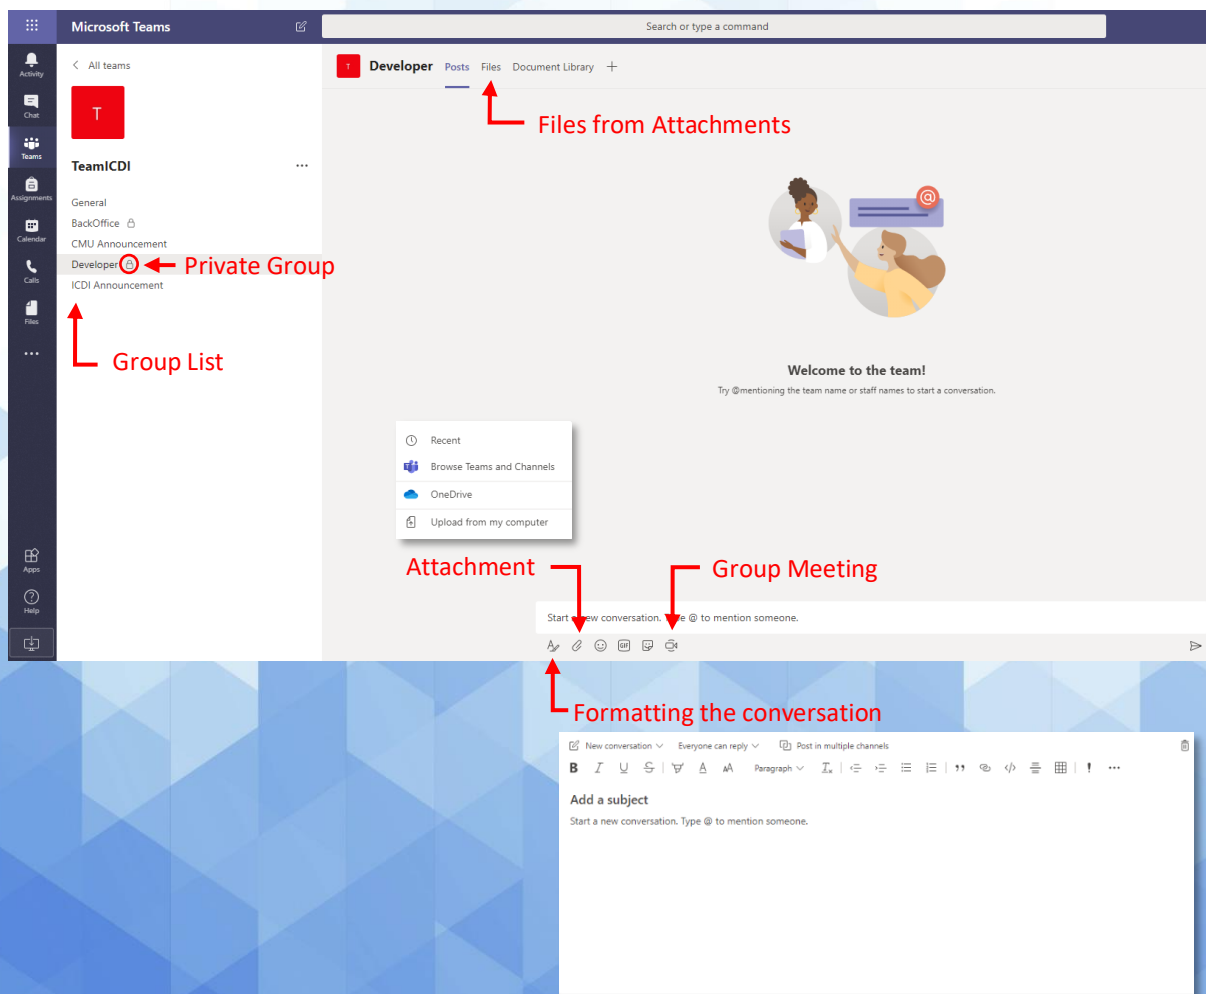 Microsoft Teams
Search or type a command
Activity
Chat
Teams
Assignments
Calendar
Calls
Files
Apps
Help
All teams
T
TeamICDI
General
BackOffice
CMU Announcement
Developer
ICDI Announcement
Private Group
Group List
T
Developer Posts Files Document Library
Files from Attachments
@
Welcome to the team!
Try @mentioning the team name or staff names to start a conversation.
Recent
Browse Teams and Channels
OneDrive
Upload from my computer
Attachment
Group Meeting
Start a new conversation. Type @ to mention someone.
GIF
Formatting the conversation
New conversation Everyone can reply Post in multiple channels
B I U S A AA Paragraph
Add a subject
Start a new conversation. Type @ to mention someone.